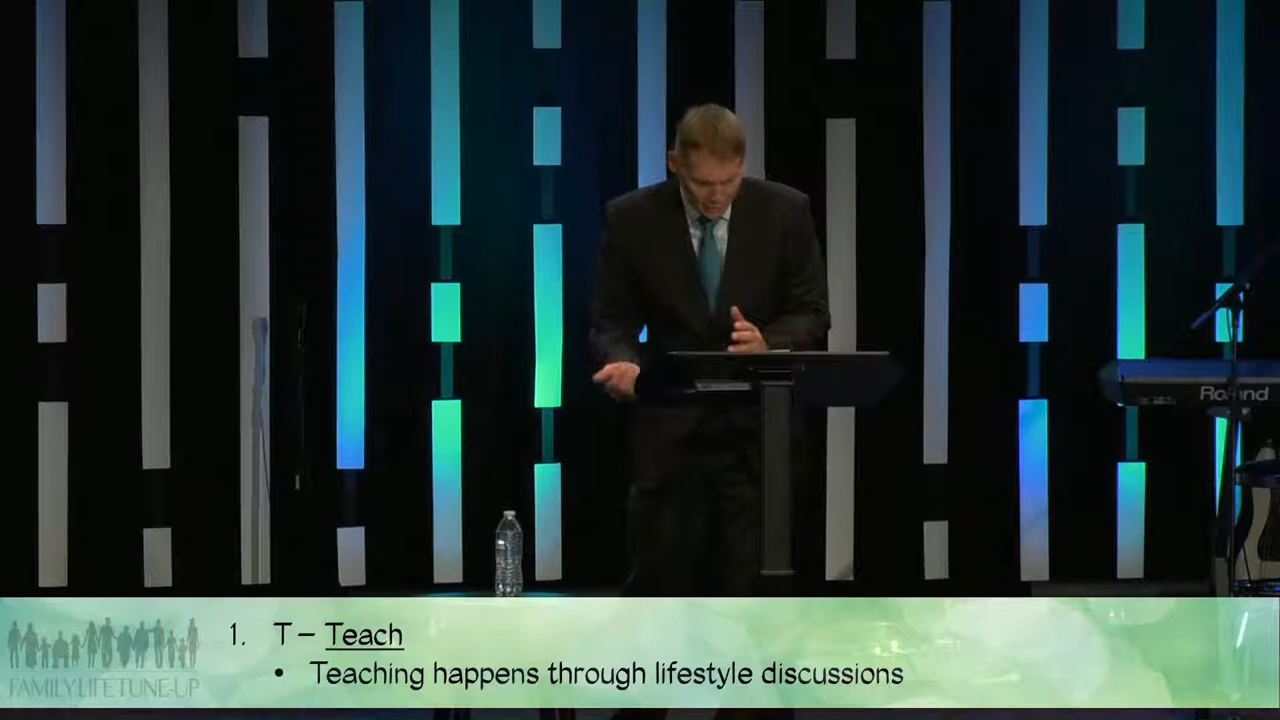 Roland
1. T – Teach
• Teaching happens through lifestyle discussions
FAMILY LIFE TUNE-UP